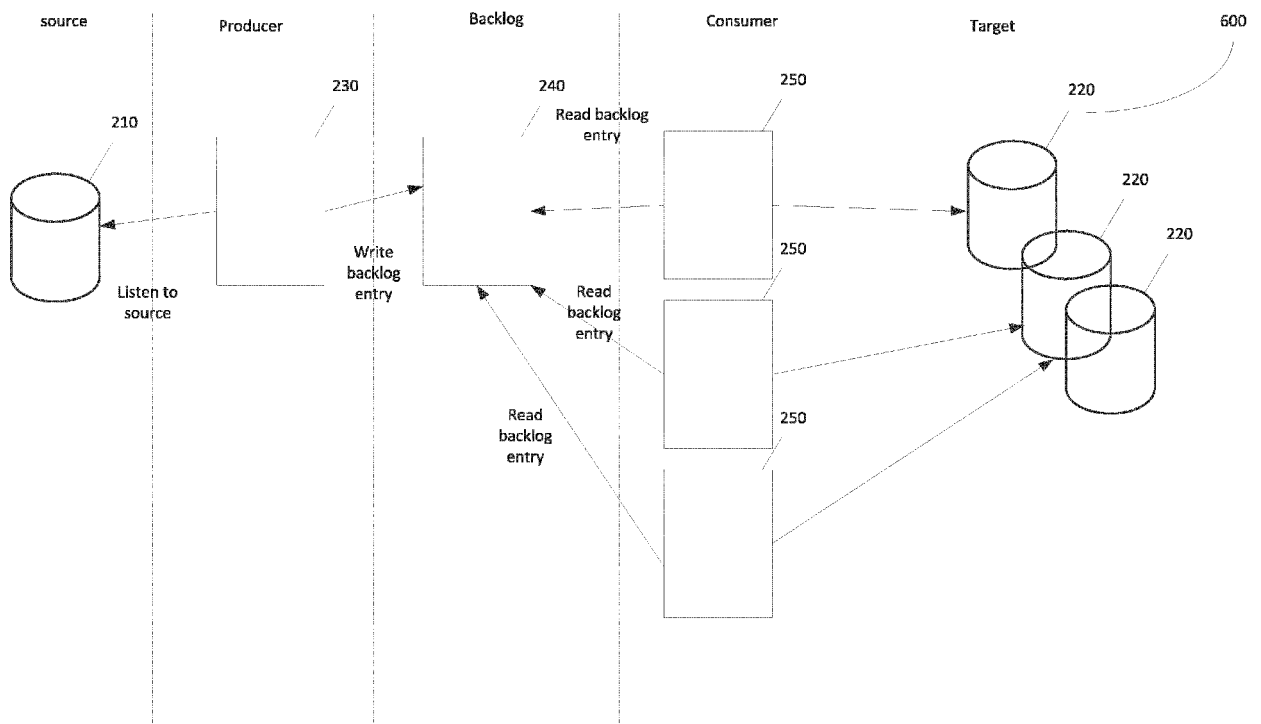 source
Producer
Backlog
Consumer
Target
600
230
240
250
220
210
Read backlog
entry
220
220
250
Write
backlog
entry
Listen to
source
Read
backlog
entry
250
Read
backlog
entry